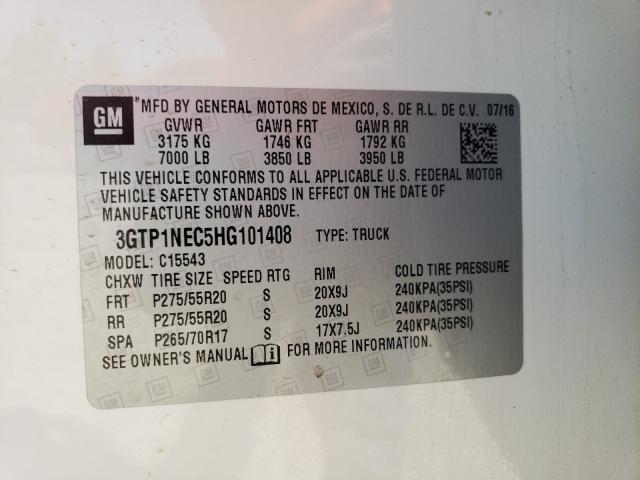 GM
®MFD BY GENERAL MOTORS DE MEXICO, S. DE R.L. DE C.V. 07/16
GVWR GAWR FRT GAWR RR
3175 KG 1746 KG 1792 KG
7000 LB 3850 LB 3950 LB
THIS VEHICLE CONFORMS TO ALL APPLICABLE U.S. FEDERAL MOTOR
VEHICLE SAFETY STANDARDS IN EFFECT ON THE DATE OF
MANUFACTURE SHOWN ABOVE.
3GTP1NEC5HG101408 TYPE: TRUCK
MODEL: C15543
CHXW TIRE SIZE SPEED RTG RIM COLD TIRE PRESSURE
FRT P275/55R20 S 20X9J 240KPA(35PSI)
RR P275/55R20 S 20X9J 240KPA(35PSI)
SPA P265/70R17 S 17X7.5J 240KPA(35PSI)
SEE OWNER'S MANUAL FOR MORE INFORMATION.